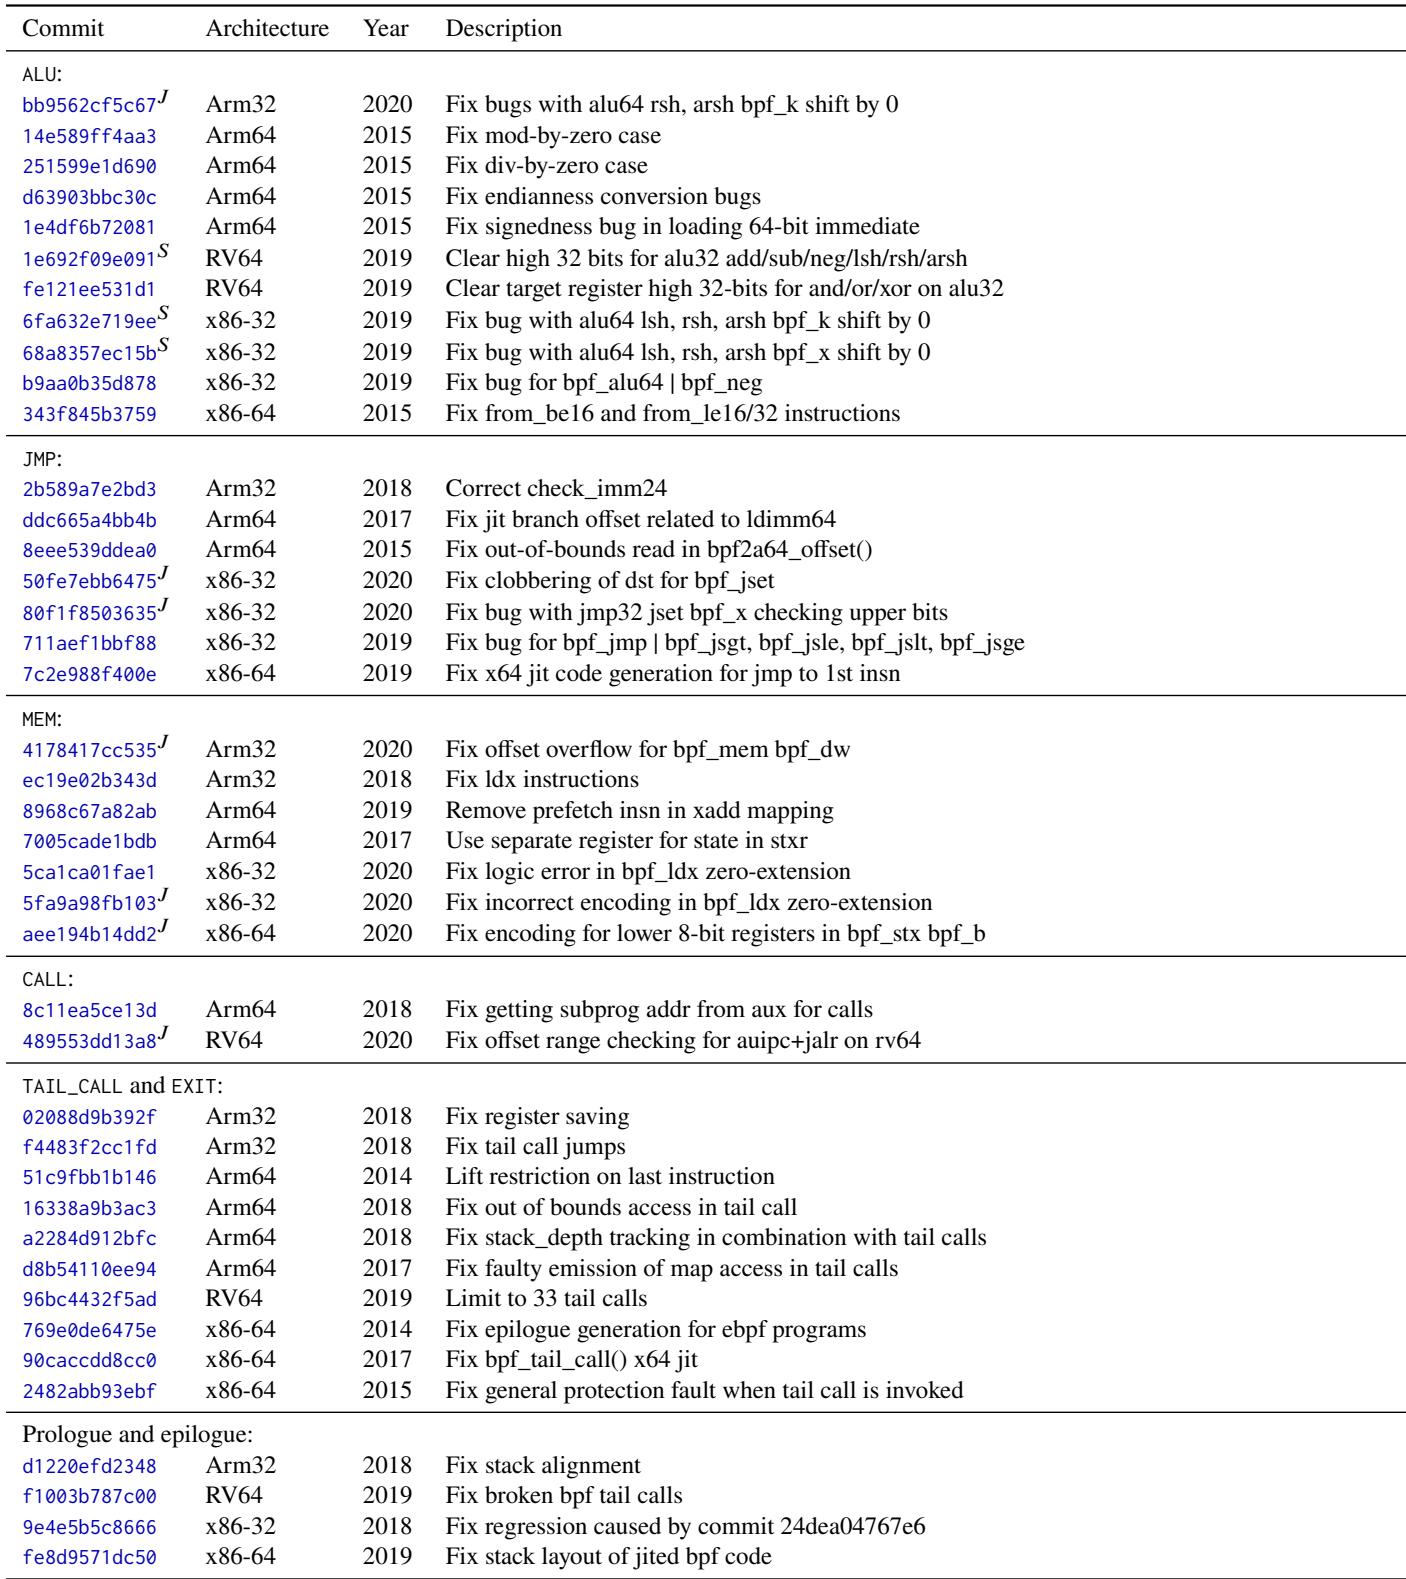 Commit Architecture Year Description
ALU:
bb9562cf5c67J Arm32 2020 Fix bugs with alu64 rsh, arsh bpf_k shift by 0
14e589ff4aa3 Arm64 2015 Fix mod-by-zero case
251599e1d690 Arm64 2015 Fix div-by-zero case
d63903bbc30c Arm64 2015 Fix endianness conversion bugs
1e4df6b72081 Arm64 2015 Fix signedness bug in loading 64-bit immediate
1e692f09e091S RV64 2019 Clear high 32 bits for alu32 add/sub/neg/lsh/rsh/arsh
fe121ee531d1 RV64 2019 Clear target register high 32-bits for and/or/xor on alu32
6fa632e719eeS x86-32 2019 Fix bug with alu64 lsh, rsh, arsh bpf_k shift by 0
68a8357ec15bS x86-32 2019 Fix bug with alu64 lsh, rsh, arsh bpf_x shift by 0
b9aa0b35d878 x86-32 2019 Fix bug for bpf_alu64 | bpf_neg
343f845b3759 x86-64 2015 Fix from_be16 and from_le16/32 instructions
JMP:
2b589a7e2bd3 Arm32 2018 Correct check_imm24
ddc665a4bb4b Arm64 2017 Fix jit branch offset related to ldimm64
8eee539ddea0 Arm64 2015 Fix out-of-bounds read in bpf2a64_offset()
50fe7ebb6475J x86-32 2020 Fix clobbering of dst for bpf_jset
80f1f8503635J x86-32 2020 Fix bug with jmp32 jset bpf_x checking upper bits
711aef1bbf88 x86-32 2019 Fix bug for bpf_jmp | bpf_jsgt, bpf_jsle, bpf_jslt, bpf_jsge
7c2e988f400e x86-64 2019 Fix x64 jit code generation for jmp to 1st insn
MEM:
4178417cc535J Arm32 2020 Fix offset overflow for bpf_mem bpf_dw
ec19e02b343d Arm32 2018 Fix ldx instructions
8968c67a82ab Arm64 2019 Remove prefetch insn in xadd mapping
7005cade1bdb Arm64 2017 Use separate register for state in stxr
5ca1ca01fae1 x86-32 2020 Fix logic error in bpf_ldx zero-extension
5fa9a98fb103J x86-32 2020 Fix incorrect encoding in bpf_ldx zero-extension
aee194b14dd2J x86-64 2020 Fix encoding for lower 8-bit registers in bpf_stx bpf_b
CALL:
8c11ea5ce13d Arm64 2018 Fix getting subprog addr from aux for calls
489553dd13a8J RV64 2020 Fix offset range checking for auipc+jalr on rv64
TAIL_CALL and EXIT:
02088d9b392f Arm32 2018 Fix register saving
f4483f2cc1fd Arm32 2018 Fix tail call jumps
51c9fbb1b146 Arm64 2014 Lift restriction on last instruction
16338a9b3ac3 Arm64 2018 Fix out of bounds access in tail call
a2284d912bfc Arm64 2018 Fix stack_depth tracking in combination with tail calls
d8b54110ee94 Arm64 2017 Fix faulty emission of map access in tail calls
96bc4432f5ad RV64 2019 Limit to 33 tail calls
769e0de6475e x86-64 2014 Fix epilogue generation for ebpf programs
90caccdd8cc0 x86-64 2017 Fix bpf_tail_call() x64 jit
2482abb93ebf x86-64 2015 Fix general protection fault when tail call is invoked
Prologue and epilogue:
d1220efd2348 Arm32 2018 Fix stack alignment
f1003b787c00 RV64 2019 Fix broken bpf tail calls
9e4e5b5c8666 x86-32 2018 Fix regression caused by commit 24dea04767e6
fe8d9571dc50 x86-64 2019 Fix stack layout of jited bpf code